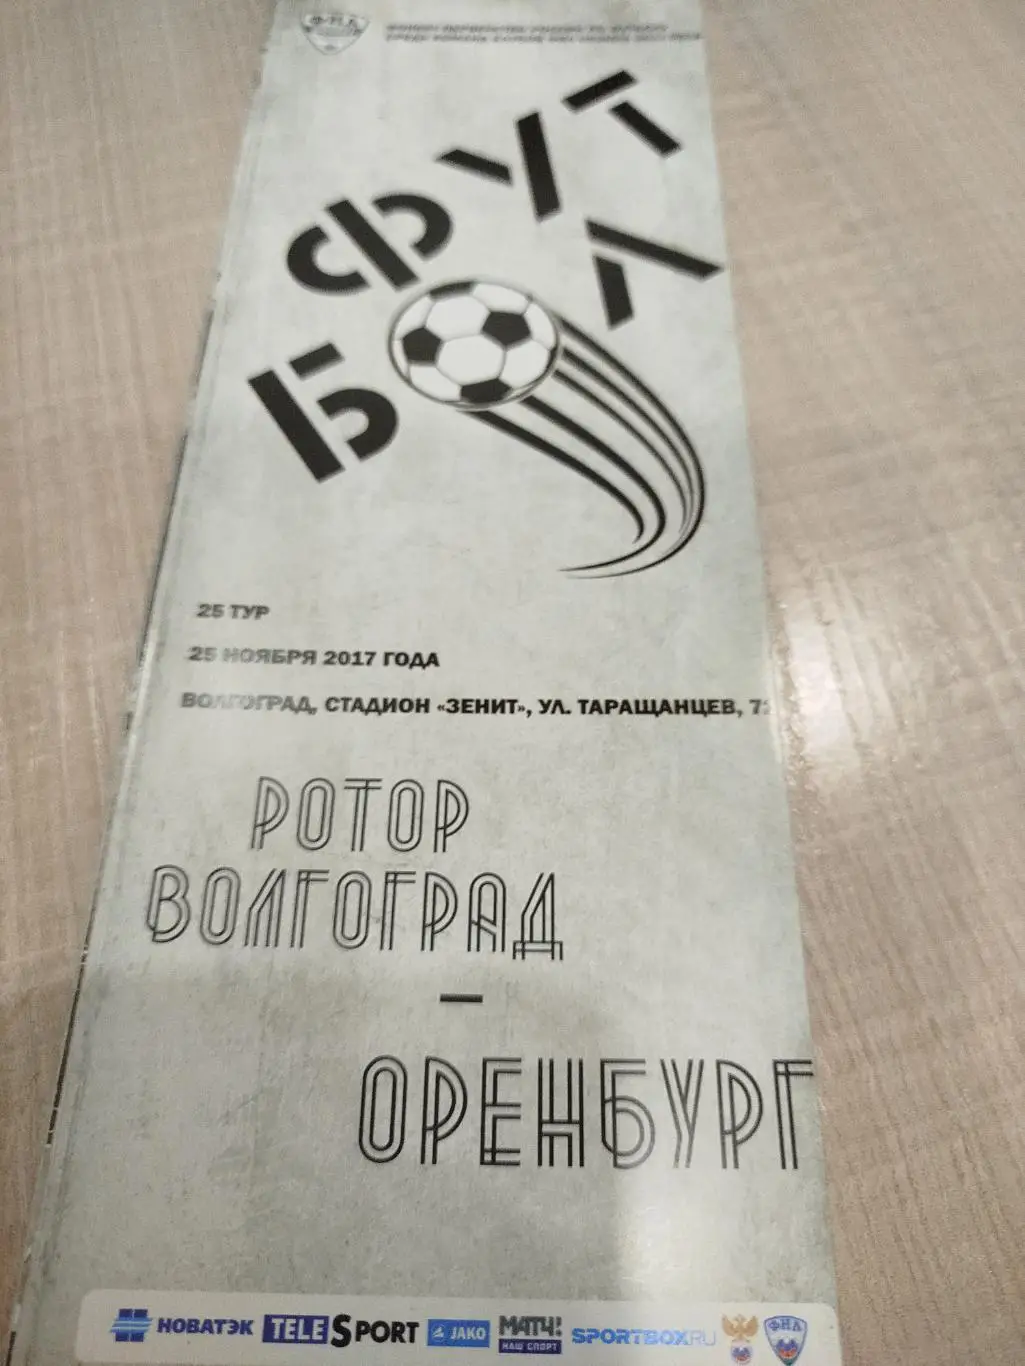 ФНЛ
ФУТ
БОЛ
25 ТУР
25 НОЯБРЯ 2017 ГОДА
ВОЛГОГРАД, СТАДИОН «ЗЕНИТ», УЛ. ТАРАЩАНЦЕВ, 72
РОТОР
ВОЛГОГРАД
–
ОРЕНБУРГ
НОВАТЭК TELESPORT JAKO МАТЧ! НАШ СПОРТ SPORTBOX.RU ФНЛ